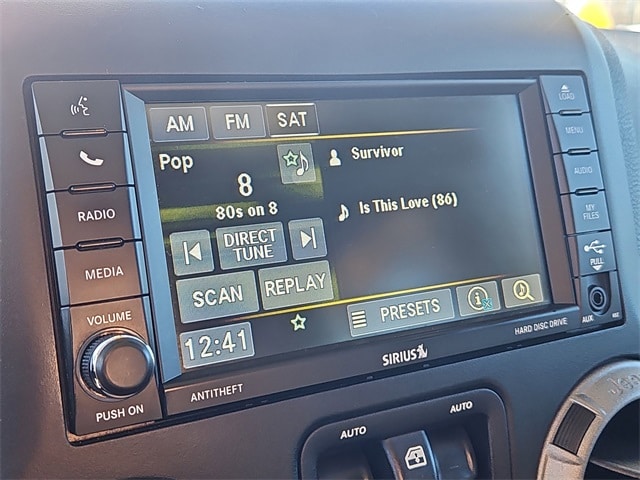 LOAD
AM FM SAT
MENU
Pop
Survivor
8
80s on 8
Is This Love (86)
AUDIO
RADIO
DIRECT
TUNE
MY
FILES
MEDIA
SCAN
REPLAY
PULL
VOLUME
PRESETS
12:41
AUX
HARD DISC DRIVE
SIRIUS
ANTITHEFT
PUSH ON
AUTO
AUTO